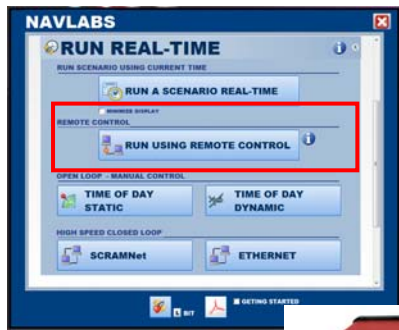 NAVLABS
RUN REAL-TIME
RUN SCENARIO USING CURRENT TIME
RUN A SCENARIO REAL-TIME
MINIMIZE DISPLAY
REMOTE CONTROL
RUN USING REMOTE CONTROL
OPEN LOOP - MANUAL CONTROL
TIME OF DAY STATIC
TIME OF DAY DYNAMIC
HIGH SPEED CLOSED LOOP
SCRAMNet
ETHERNET
BIT
GETING STARTED